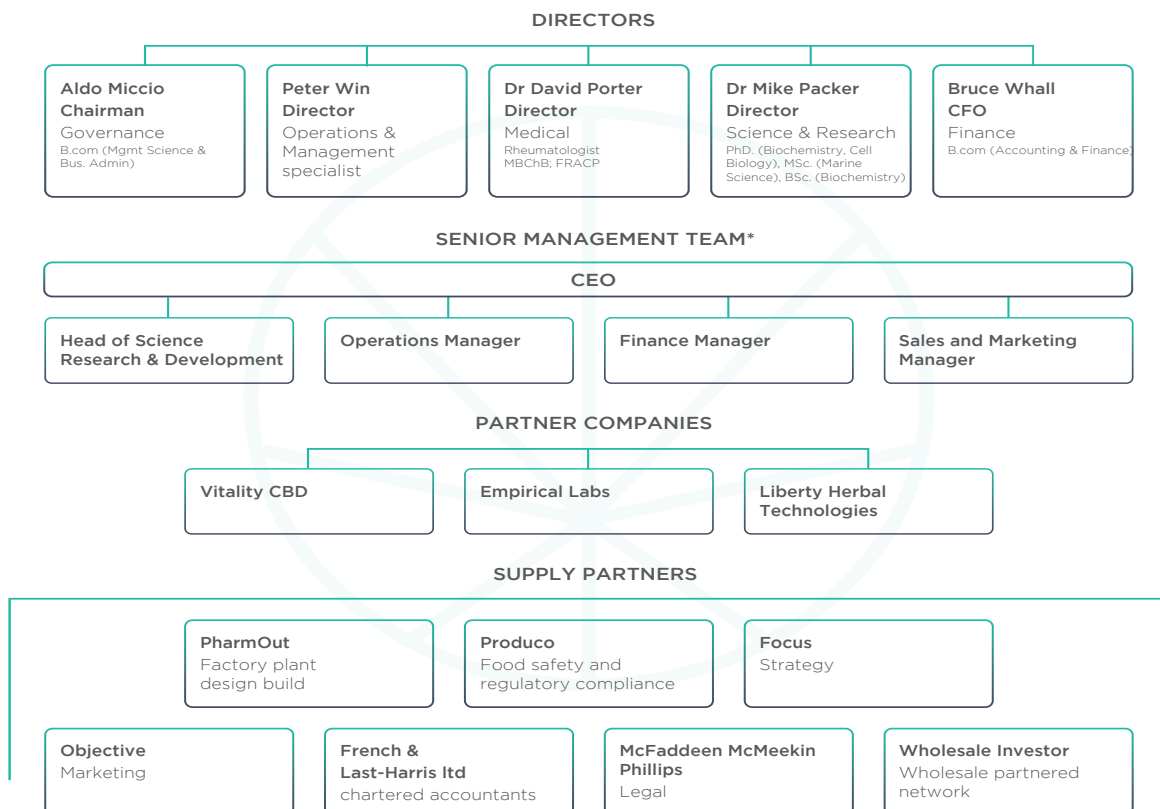 DIRECTORS
Aldo Miccio
Chairman
Governance
B.com (Mgmt Science &
Bus. Admin)
Peter Win
Director
Operations &
Management
specialist
Dr David Porter
Director
Medical
Rheumatologist
MBChB; FRACP
Dr Mike Packer
Director
Science & Research
PhD. (Biochemistry, Cell
Biology), MSc. (Marine
Science), BSc. (Biochemistry)
Bruce Whall
CFO
Finance
B.com (Accounting & Finance)
SENIOR MANAGEMENT TEAM*
CEO
Head of Science
Research & Development
Operations Manager
Finance Manager
Sales and Marketing
Manager
PARTNER COMPANIES
Vitality CBD
Empirical Labs
Liberty Herbal
Technologies
SUPPLY PARTNERS
PharmOut
Factory plant
design build
Produco
Food safety and
regulatory compliance
Focus
Strategy
Objective
Marketing
French &
Last-Harris ltd
chartered accountants
McFaddeen McMeekin
Phillips
Legal
Wholesale Investor
Wholesale partnered
network